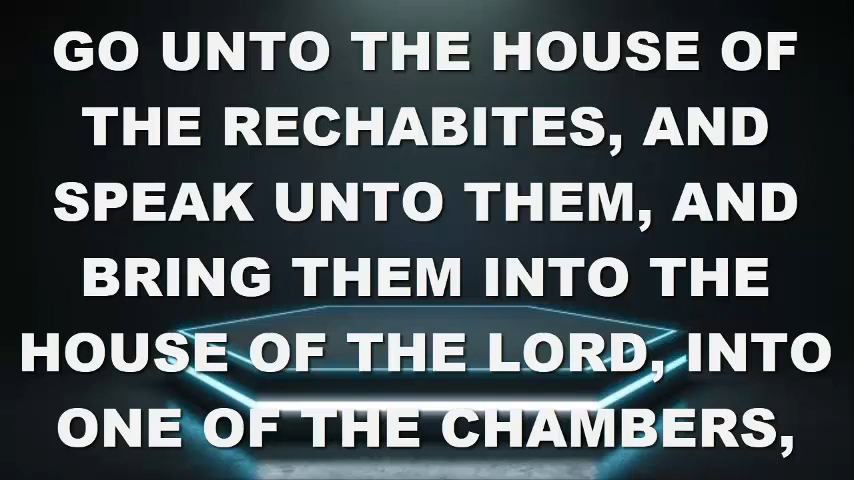 GO UNTO THE HOUSE OF
THE RECHABITES, AND
SPEAK UNTO THEM, AND
BRING THEM INTO THE
HOUSE OF THE LORD, INTO
ONE OF THE CHAMBERS,